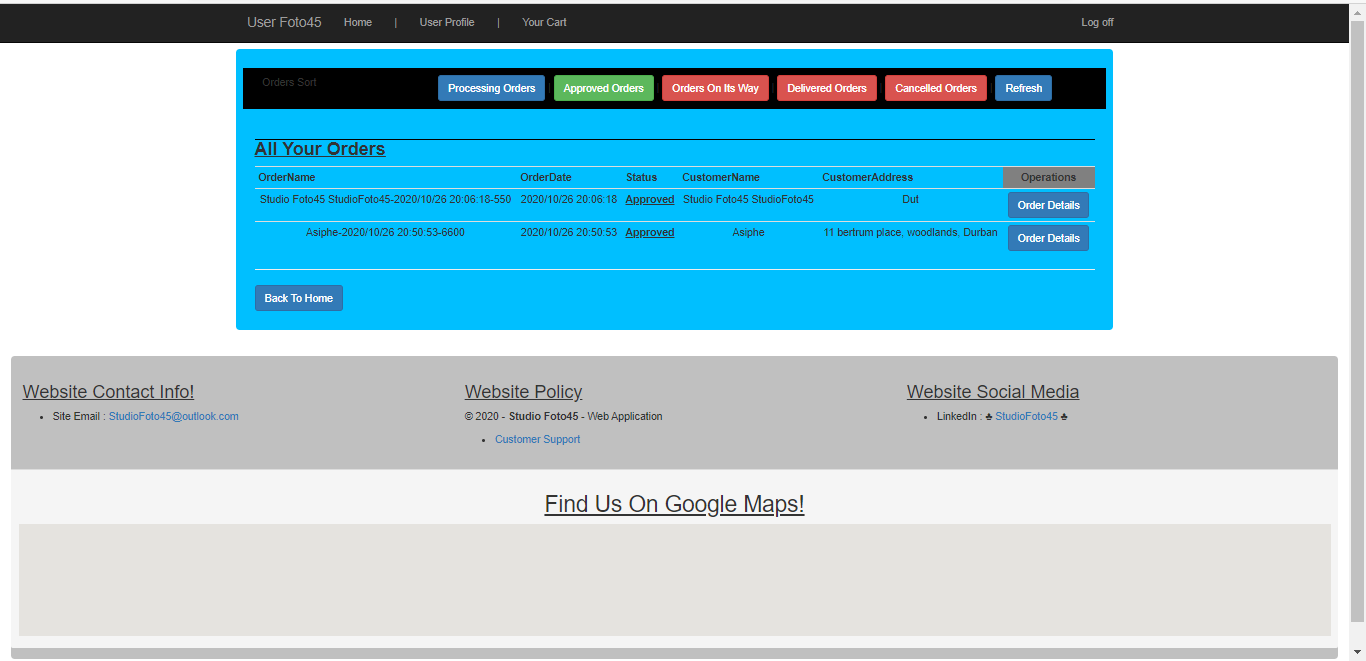 User Foto45 Home | User Profile | Your Cart Log off
Orders Sort Processing Orders Approved Orders Orders On Its Way Delivered Orders Cancelled Orders Refresh
All Your Orders
OrderName OrderDate Status CustomerName CustomerAddress Operations
Studio Foto45 StudioFoto45-2020/10/26 20:06:18-550 2020/10/26 20:06:18 Approved Studio Foto45 StudioFoto45 Dut Order Details
Asiphe-2020/10/26 20:50:53-6600 2020/10/26 20:50:53 Approved Asiphe 11 bertrum place, woodlands, Durban Order Details
Back To Home
Website Contact Info! Website Policy Website Social Media
• Site Email : StudioFoto45@outlook.com © 2020 - Studio Foto45 - Web Application • LinkedIn : ♣ StudioFoto45 ♣
• Customer Support
Find Us On Google Maps!